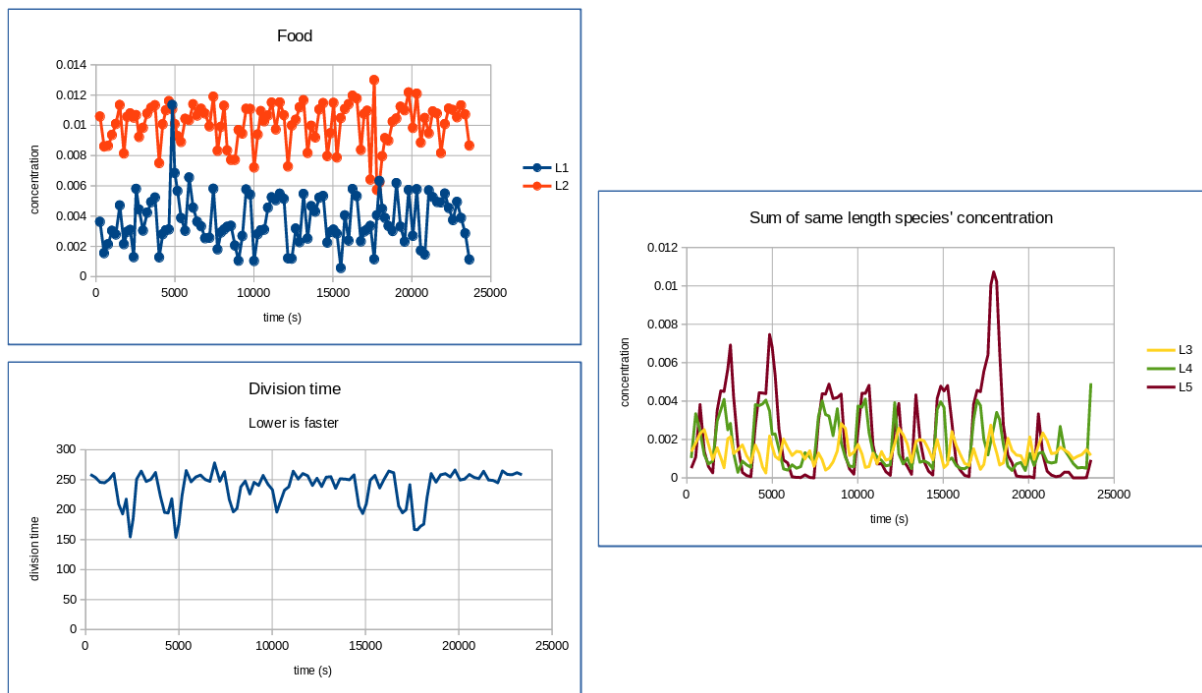 Food
0.014
0.012
0.01
0.008
0.006
0.004
0.002
0
concentration
0 5000 10000 15000 20000 25000
time (s)
L1
L2
Division time
Lower is faster
300
250
200
150
100
50
0
division time
0 5000 10000 15000 20000 25000
time (s)
Sum of same length species' concentration
0.012
0.01
0.008
0.006
0.004
0.002
0
concentration
0 5000 10000 15000 20000 25000
time (s)
L3
L4
L5